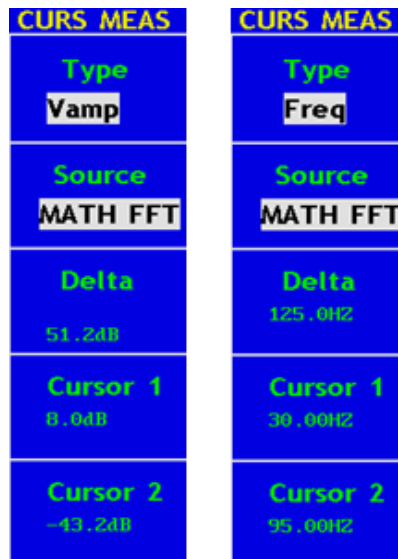 CURS MEAS
Type
Vamp
Source
MATH FFT
Delta
51.2dB
Cursor 1
8.0dB
Cursor 2
-43.2dB
CURS MEAS
Type
Freq
Source
MATH FFT
Delta
125.0HZ
Cursor 1
30.00HZ
Cursor 2
95.00HZ